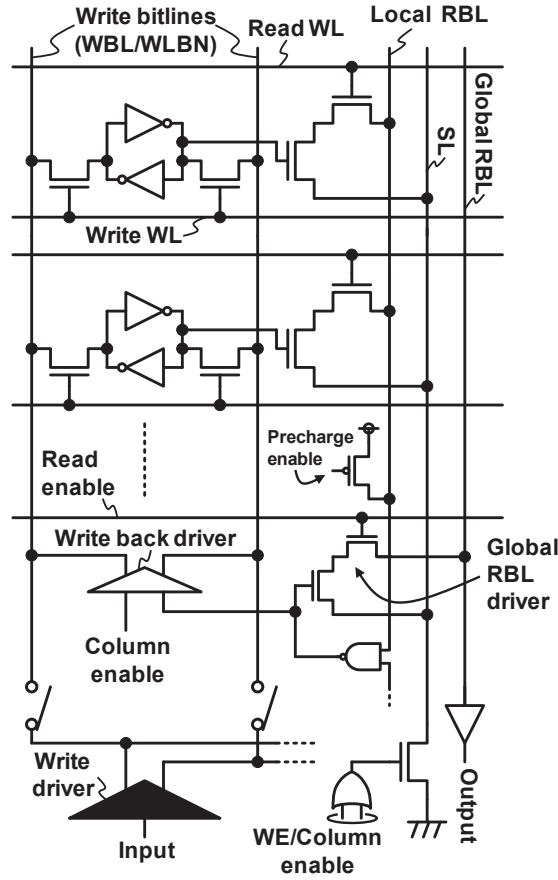 Write bitlines
(WBL/WLBN)
Read WL
Local RBL
Global RBL
SL
Write WL
Precharge
enable
Read
enable
Write back driver
Global
RBL
driver
Column
enable
Write
driver
Input
WE/Column
enable
Output